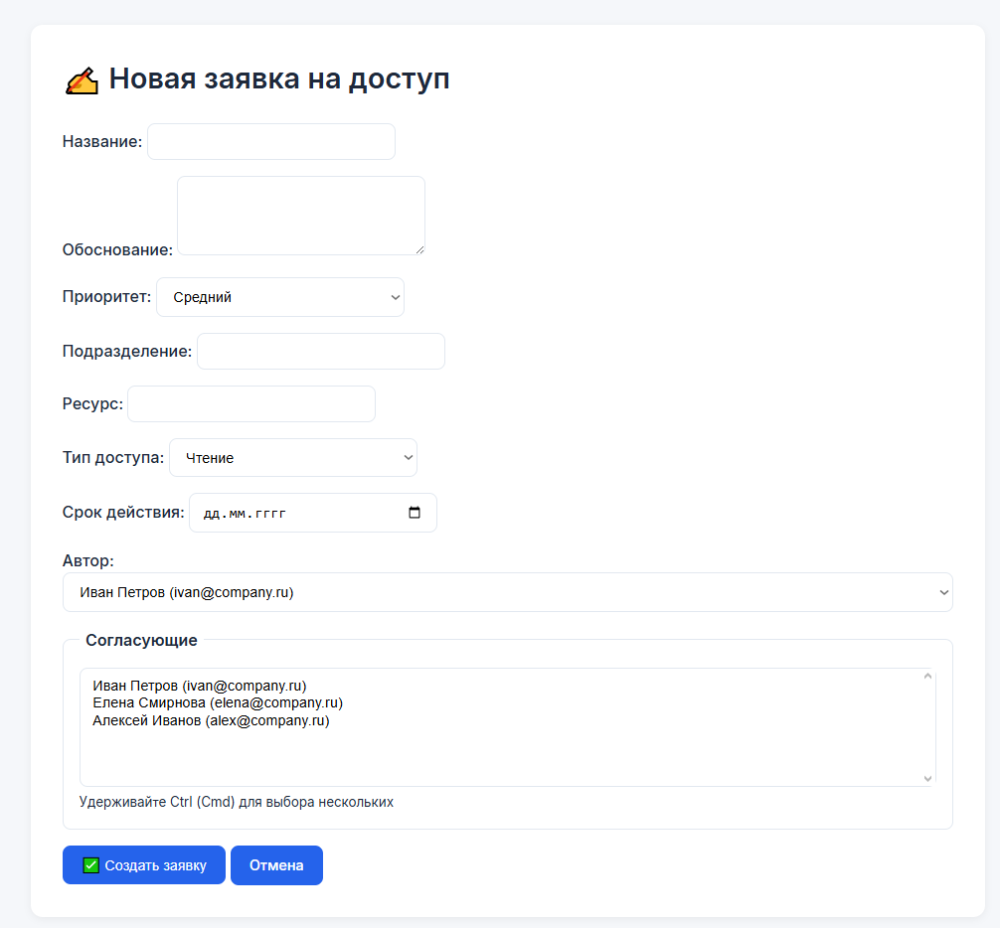 Новая заявка на доступ
Название:
Обоснование:
Приоритет: Средний
Подразделение:
Ресурс:
Тип доступа: Чтение
Срок действия: дд.мм.гггг
Автор:
Иван Петров (ivan@company.ru)
Согласующие
Иван Петров (ivan@company.ru)
Елена Смирнова (elena@company.ru)
Алексей Иванов (alex@company.ru)
Удерживайте Ctrl (Cmd) для выбора нескольких
Создать заявку Отмена